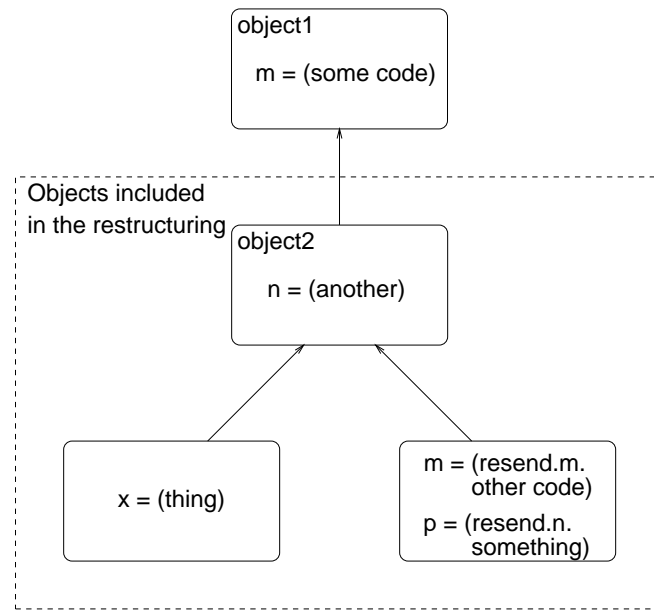 object1
m = (some code)
Objects included
in the restructuring
object2
n = (another)
x = (thing)
m = (resend.m.
other code)
p = (resend.n.
something)